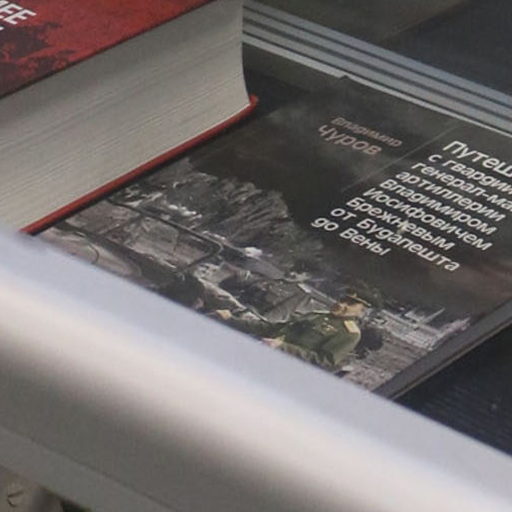 Владимир
Чуров
Путеш
с гвардии
генерал-ма
артиллерии
Владимиром
Иосифовичем
Брежневым
от Будапешта
до Вены